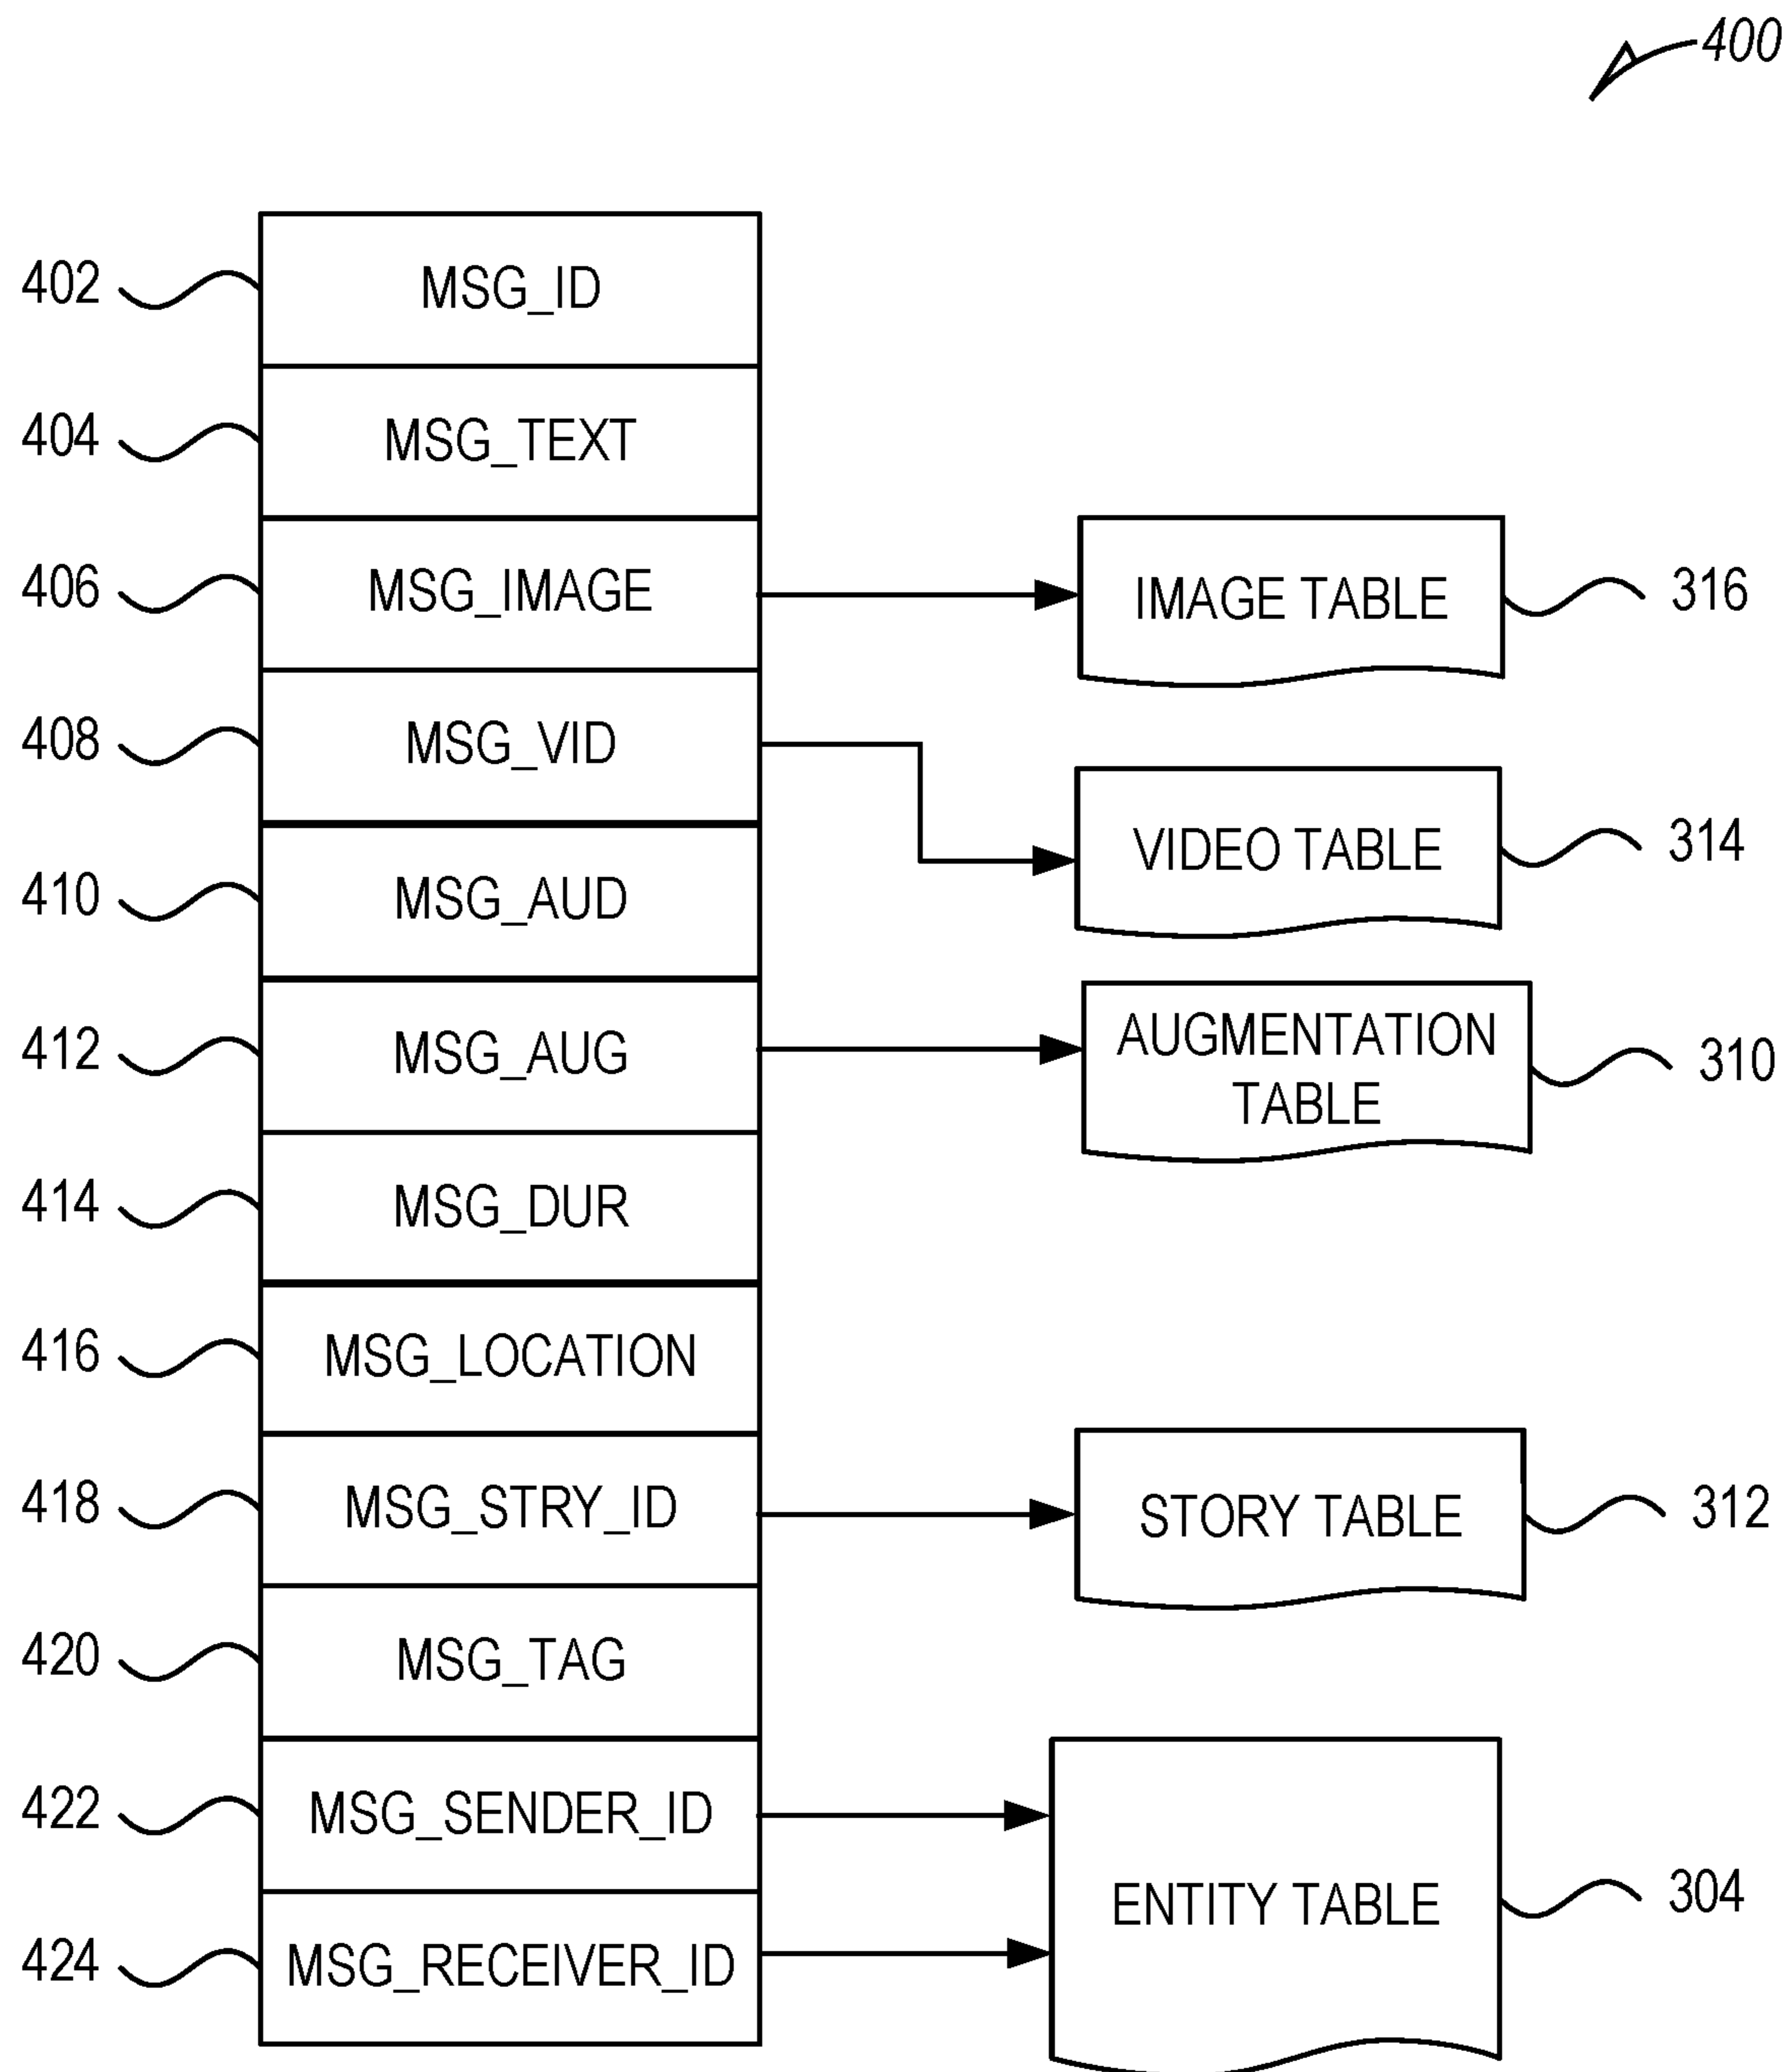 400
402 MSG_ID
404 MSG_TEXT
406 MSG_IMAGE IMAGE TABLE 316
408 MSG_VID VIDEO TABLE 314
410 MSG_AUD
412 MSG_AUG AUGMENTATION TABLE 310
414 MSG_DUR
416 MSG_LOCATION
418 MSG_STRY_ID STORY TABLE 312
420 MSG_TAG
422 MSG_SENDER_ID
ENTITY TABLE 304
424 MSG_RECEIVER_ID